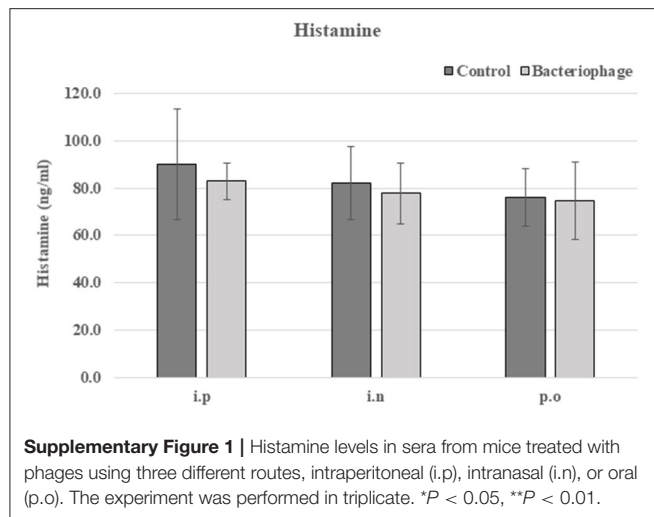 Histamine
Control Bacteriophage
120.0
100.0
80.0
60.0
40.0
20.0
0.0
Histamine (ng/ml)
i.p i.n p.o
Supplementary Figure 1 | Histamine levels in sera from mice treated with
phages using three different routes, intraperitoneal (i.p), intranasal (i.n), or oral
(p.o). The experiment was performed in triplicate. *P < 0.05, **P < 0.01.